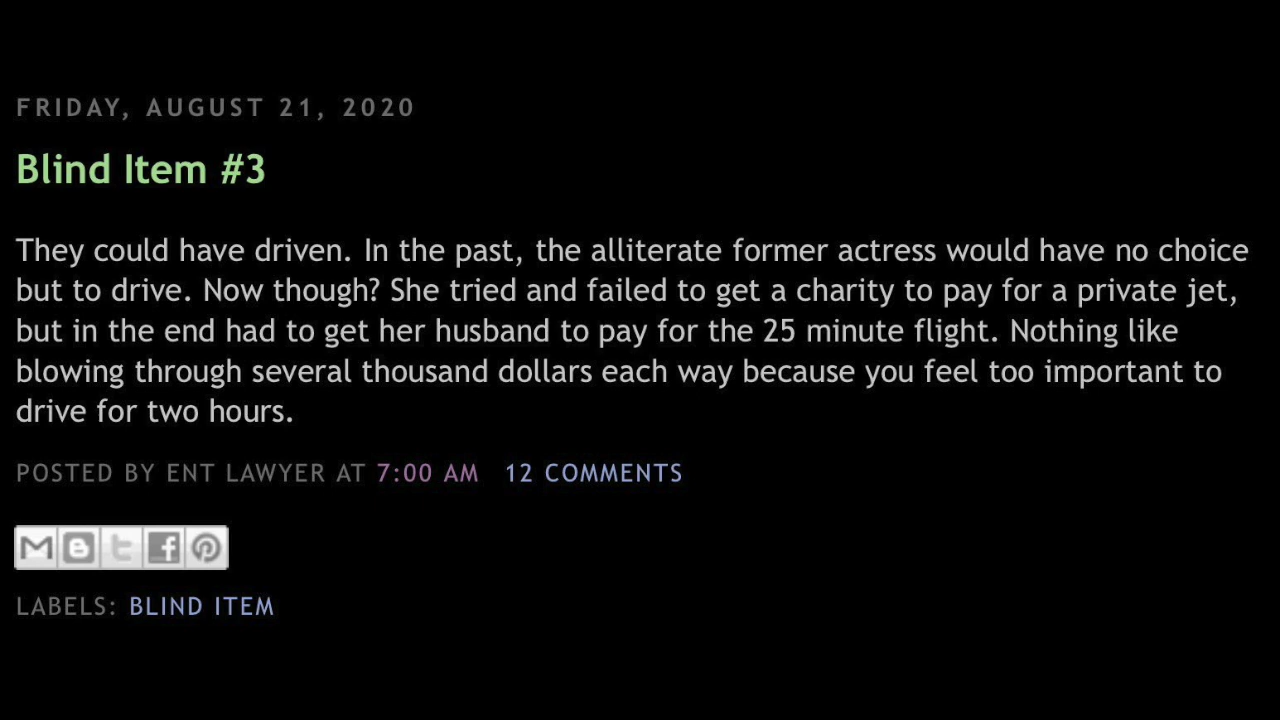 FRIDAY, AUGUST 21, 2020
Blind Item #3
They could have driven. In the past, the alliterate former actress would have no choice
but to drive. Now though? She tried and failed to get a charity to pay for a private jet,
but in the end had to get her husband to pay for the 25 minute flight. Nothing like
blowing through several thousand dollars each way because you feel too important to
drive for two hours.
POSTED BY ENT LAWYER AT 7:00 AM 12 COMMENTS
LABELS: BLIND ITEM